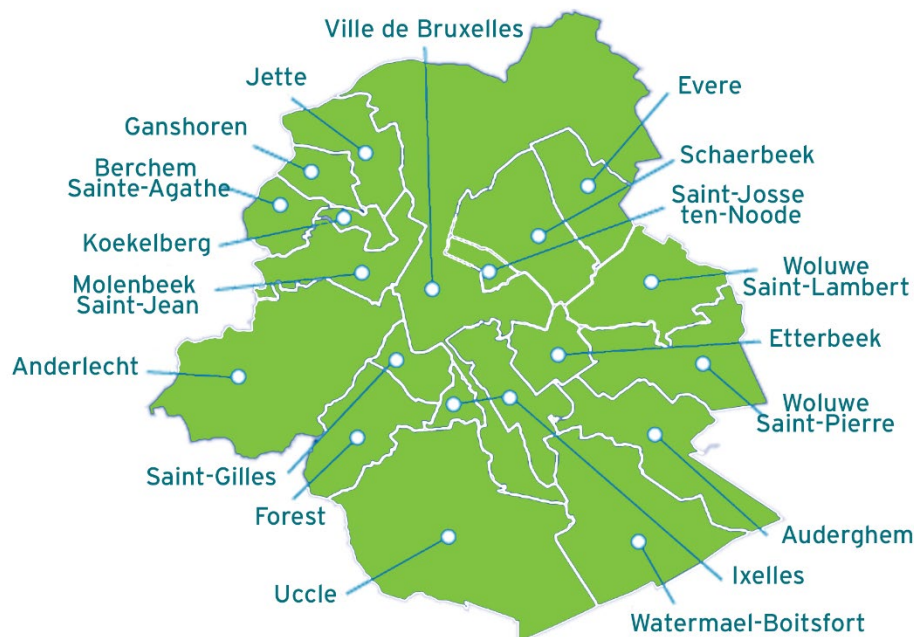 Ville de Bruxelles
Jette
Evere
Ganshoren
Schaerbeek
Berchem
Sainte-Agathe
Saint-Josse
ten-Noode
Koekelberg
Molenbeek
Saint-Jean
Woluwe
Saint-Lambert
Etterbeek
Anderlecht
Woluwe
Saint-Pierre
Saint-Gilles
Forest
Auderghem
Ixelles
Uccle
Watermael-Boitsfort